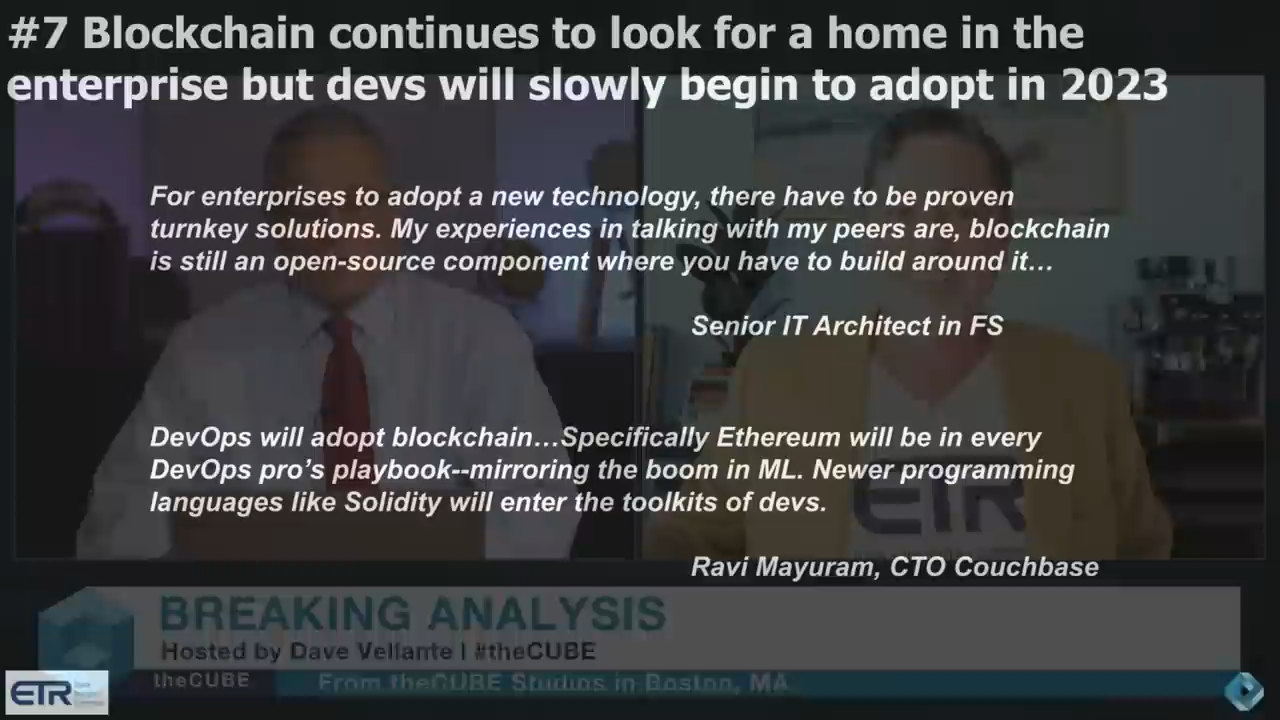 #7 Blockchain continues to look for a home in the
enterprise but devs will slowly begin to adopt in 2023
For enterprises to adopt a new technology, there have to be proven
turnkey solutions. My experiences in talking with my peers are, blockchain
is still an open-source component where you have to build around it…
Senior IT Architect in FS
DevOps will adopt blockchain…Specifically Ethereum will be in every
DevOps pro’s playbook--mirroring the boom in ML. Newer programming
languages like Solidity will enter the toolkits of devs.
ETR
Ravi Mayuram, CTO Couchbase
BREAKING ANALYSIS
Hosted by Dave Vellante | #theCUBE
theCUBE From theCUBE Studios in Boston, MA
ETR